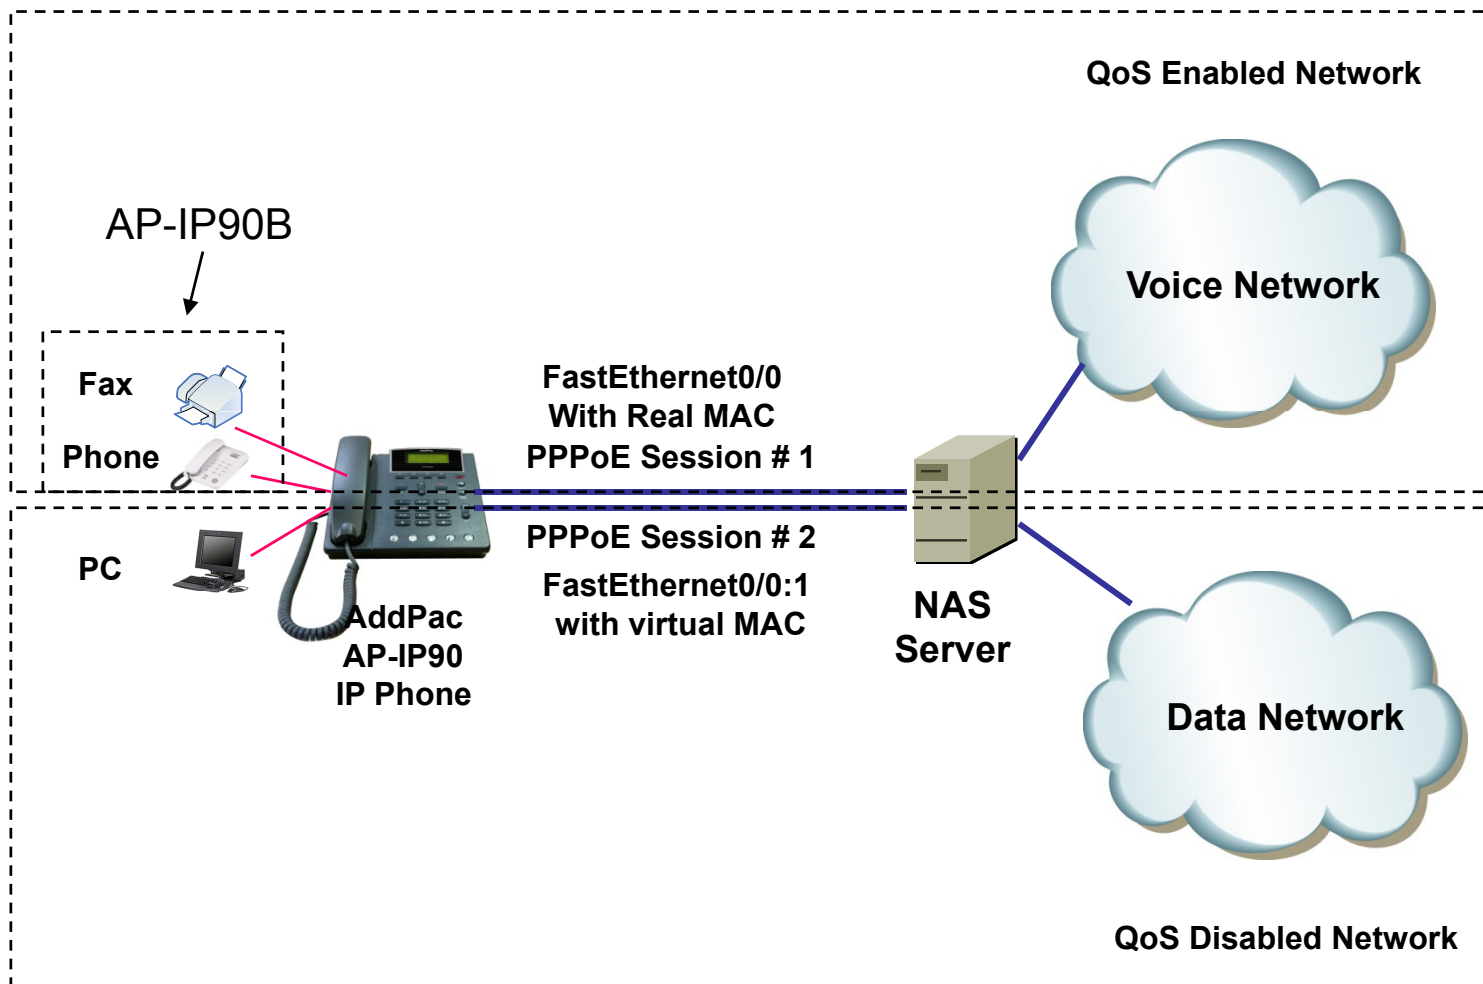 QoS Enabled Network
AP-IP90B
Voice Network
Fax
Phone
FastEthernet0/0
With Real MAC
PPPoE Session # 1
PC
PPPoE Session # 2
FastEthernet0/0:1
with virtual MAC
AddPac
AP-IP90
IP Phone
NAS
Server
Data Network
QoS Disabled Network